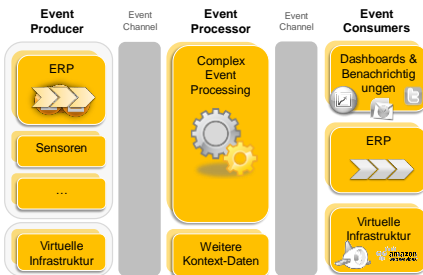 Event
Producer
Event
Channel
Event
Processor
Event
Channel
Event
Consumers
ERP
Sensoren
...
Virtuelle
Infrastruktur
Complex
Event
Processing
Weitere
Kontext-Daten
Dashboards &
Benachrichtig
ungen
ERP
Virtuelle
Infrastruktur
amazon